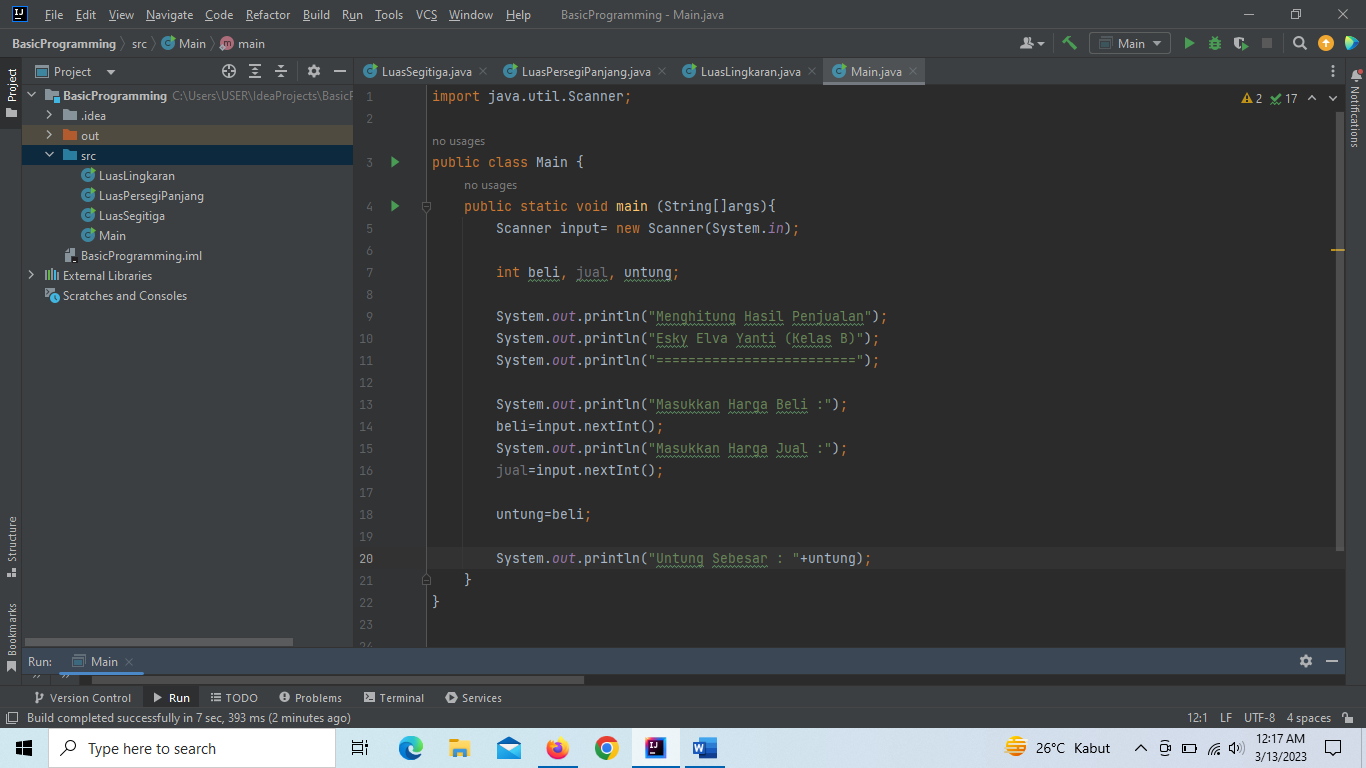 File Edit View Navigate Code Refactor Build Run Tools VCS Window Help BasicProgramming - Main.java
BasicProgramming src Main main Main
Project LuasSegitiga.java LuasPersegiPanjang.java LuasLingkaran.java Main.java
Project
Notifications
BasicProgramming C:\Users\USER\IdeaProjects\BasicP
.idea
out
src
LuasLingkaran
LuasPersegiPanjang
LuasSegitiga
Main
BasicProgramming.iml
External Libraries
Scratches and Consoles
Structure
Bookmarks
2 17
1 import java.util.Scanner;
2
no usages
3 public class Main {
no usages
4 public static void main (String[]args){
5 Scanner input= new Scanner(System.in);
6
7 int beli, jual, untung;
8
9 System.out.println("Menghitung Hasil Penjualan");
10 System.out.println("Esky Elva Yanti (Kelas B)");
11 System.out.println("=========================");
12
13 System.out.println("Masukkan Harga Beli :");
14 beli=input.nextInt();
15 System.out.println("Masukkan Harga Jual :");
16 jual=input.nextInt();
17
18 untung=beli;
19
20 System.out.println("Untung Sebesar : "+untung);
21 }
22 }
23
24
Run: Main
Version Control Run TODO Problems Terminal Services
Build completed successfully in 7 sec, 393 ms (2 minutes ago) 12:1 LF UTF-8 4 spaces
Type here to search 26°C Kabut 12:17 AM
3/13/2023